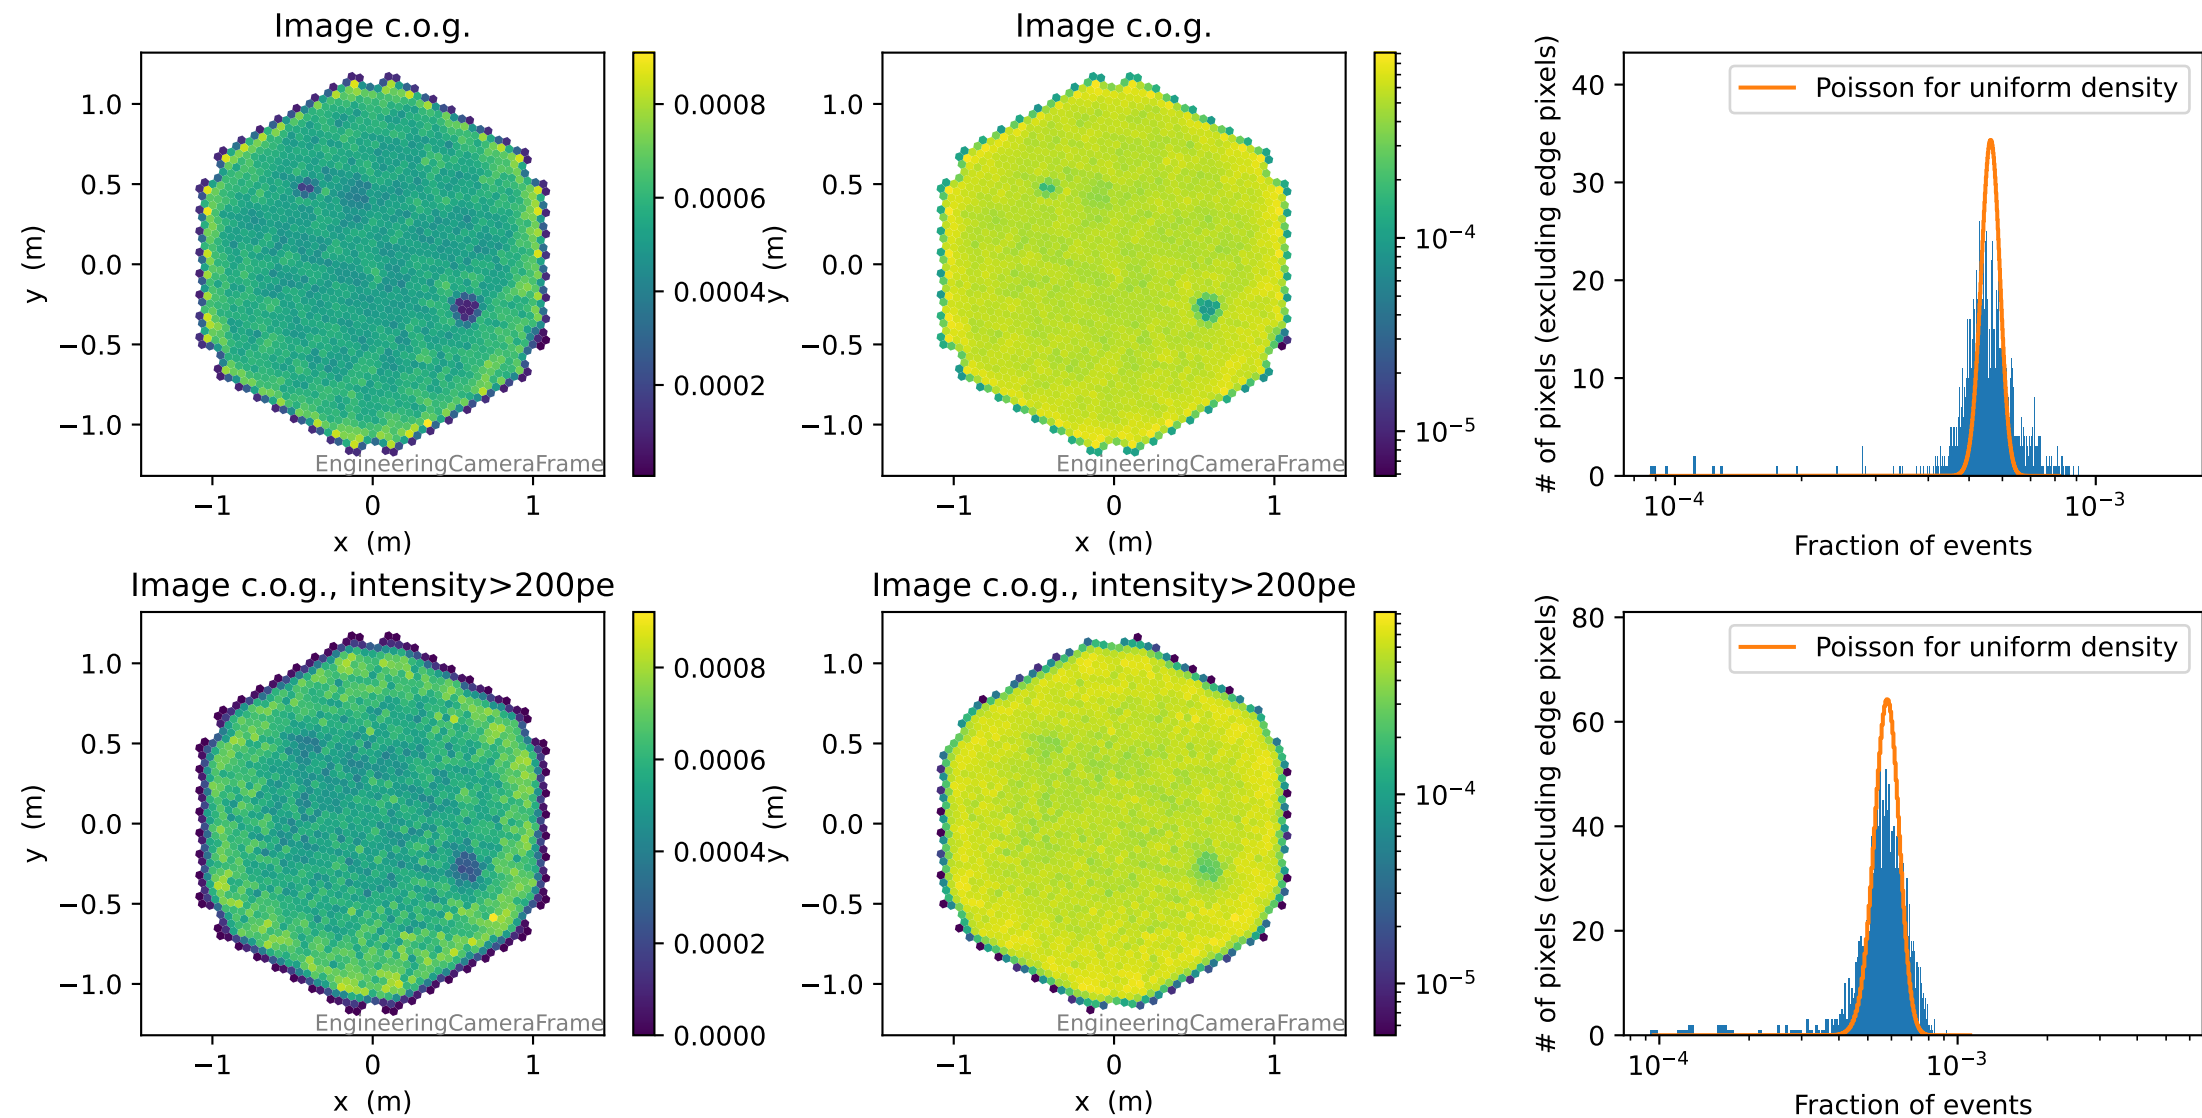 Image c.o.g.
1.0
0.5
0.0
−0.5
−1.0
y (m)
−1
0
1
x (m)
EngineeringCameraFrame
0.0008
0.0006
0.0004
0.0002
Image c.o.g.
1.0
0.5
0.0
−0.5
−1.0
y (m)
−1
0
1
x (m)
EngineeringCameraFrame
10⁻⁴
10⁻⁵
Poisson for uniform density
40
30
20
10
0
# of pixels (excluding edge pixels)
10⁻⁴
10⁻³
Fraction of events
Image c.o.g., intensity>200pe
1.0
0.5
0.0
−0.5
−1.0
y (m)
−1
0
1
x (m)
EngineeringCameraFrame
0.0008
0.0006
0.0004
0.0002
0.0000
Image c.o.g., intensity>200pe
1.0
0.5
0.0
−0.5
−1.0
y (m)
−1
0
1
x (m)
EngineeringCameraFrame
10⁻⁴
10⁻⁵
Poisson for uniform density
80
60
40
20
0
# of pixels (excluding edge pixels)
10⁻⁴
10⁻³
Fraction of events